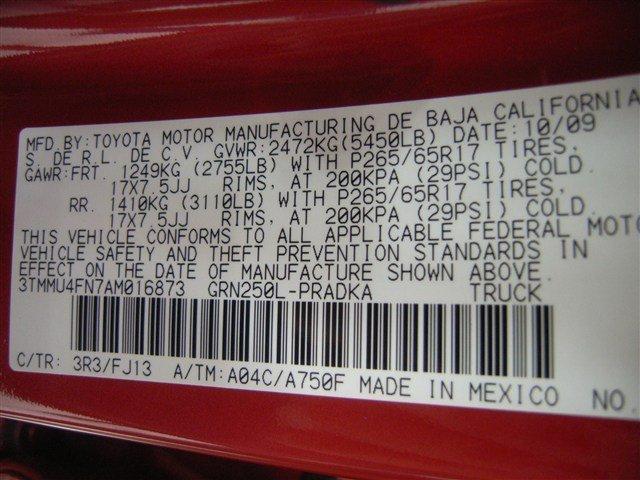 MFD.BY:TOYOTA MOTOR MANUFACTURING DE BAJA CALIFORNIA
S. DE R.L. DE C.V. GVWR:2472KG(5450LB) DATE:10/09
GAWR:FRT. 1249KG (2755LB) WITH P265/65R17 TIRES,
17X7.5JJ RIMS, AT 200KPA (29PSI) COLD.
RR. 1410KG (3110LB) WITH P265/65R17 TIRES,
17X7.5JJ RIMS, AT 200KPA (29PSI) COLD.
THIS VEHICLE CONFORMS TO ALL APPLICABLE FEDERAL MOTO
VEHICLE SAFETY AND THEFT PREVENTION STANDARDS IN
EFFECT ON THE DATE OF MANUFACTURE SHOWN ABOVE.
3TMMU4FN7AM016873 GRN250L-PRADKA TRUCK
C/TR: 3R3/FJ13 A/TM:A04C/A750F MADE IN MEXICO NO.